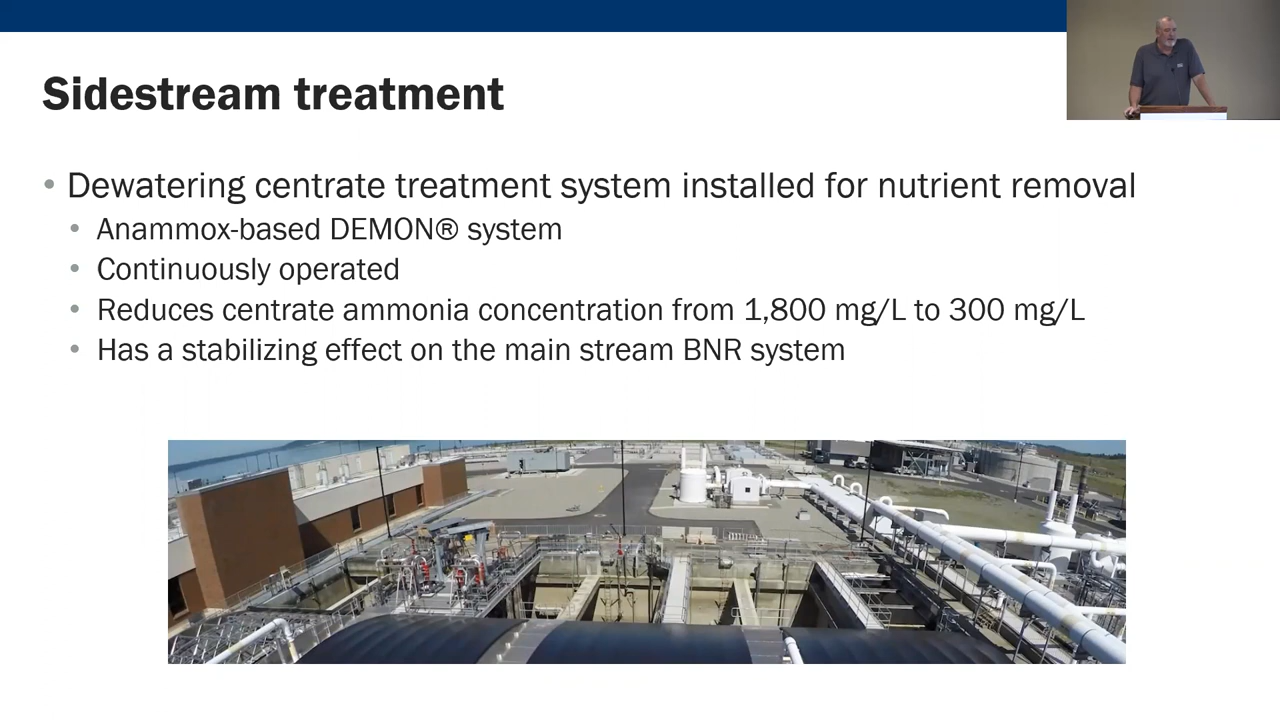 Sidestream treatment
• Dewatering centrate treatment system installed for nutrient removal
• Anammox-based DEMON® system
• Continuously operated
• Reduces centrate ammonia concentration from 1,800 mg/L to 300 mg/L
• Has a stabilizing effect on the main stream BNR system